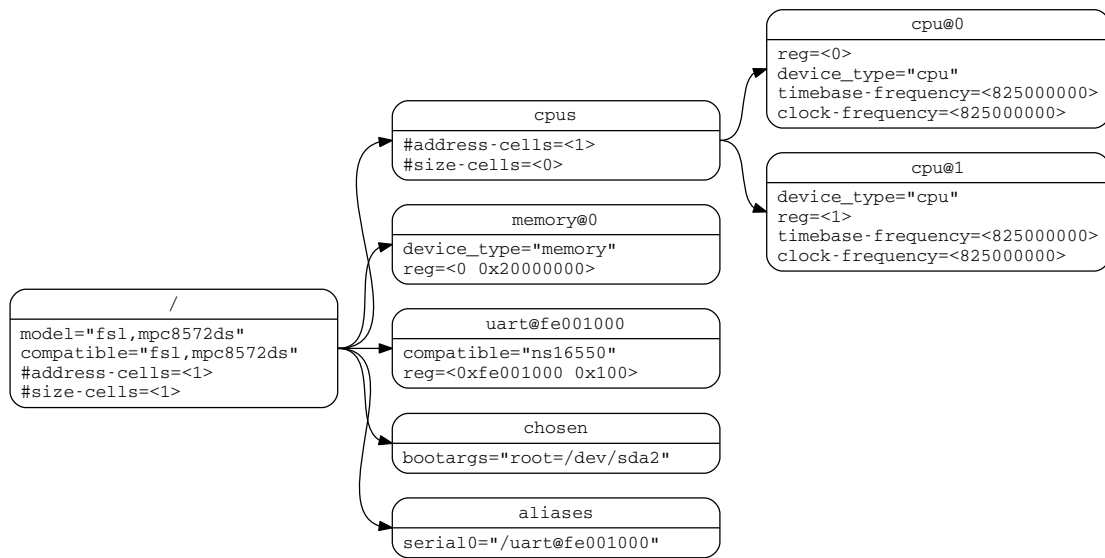 /
model="fsl,mpc8572ds"
compatible="fsl,mpc8572ds"
#address-cells=<1>
#size-cells=<1>
cpus
#address-cells=<1>
#size-cells=<0>
memory@0
device_type="memory"
reg=<0 0x20000000>
uart@fe001000
compatible="ns16550"
reg=<0xfe001000 0x100>
chosen
bootargs="root=/dev/sda2"
aliases
serial0="/uart@fe001000"
cpu@0
reg=<0>
device_type="cpu"
timebase-frequency=<825000000>
clock-frequency=<825000000>
cpu@1
device_type="cpu"
reg=<1>
timebase-frequency=<825000000>
clock-frequency=<825000000>